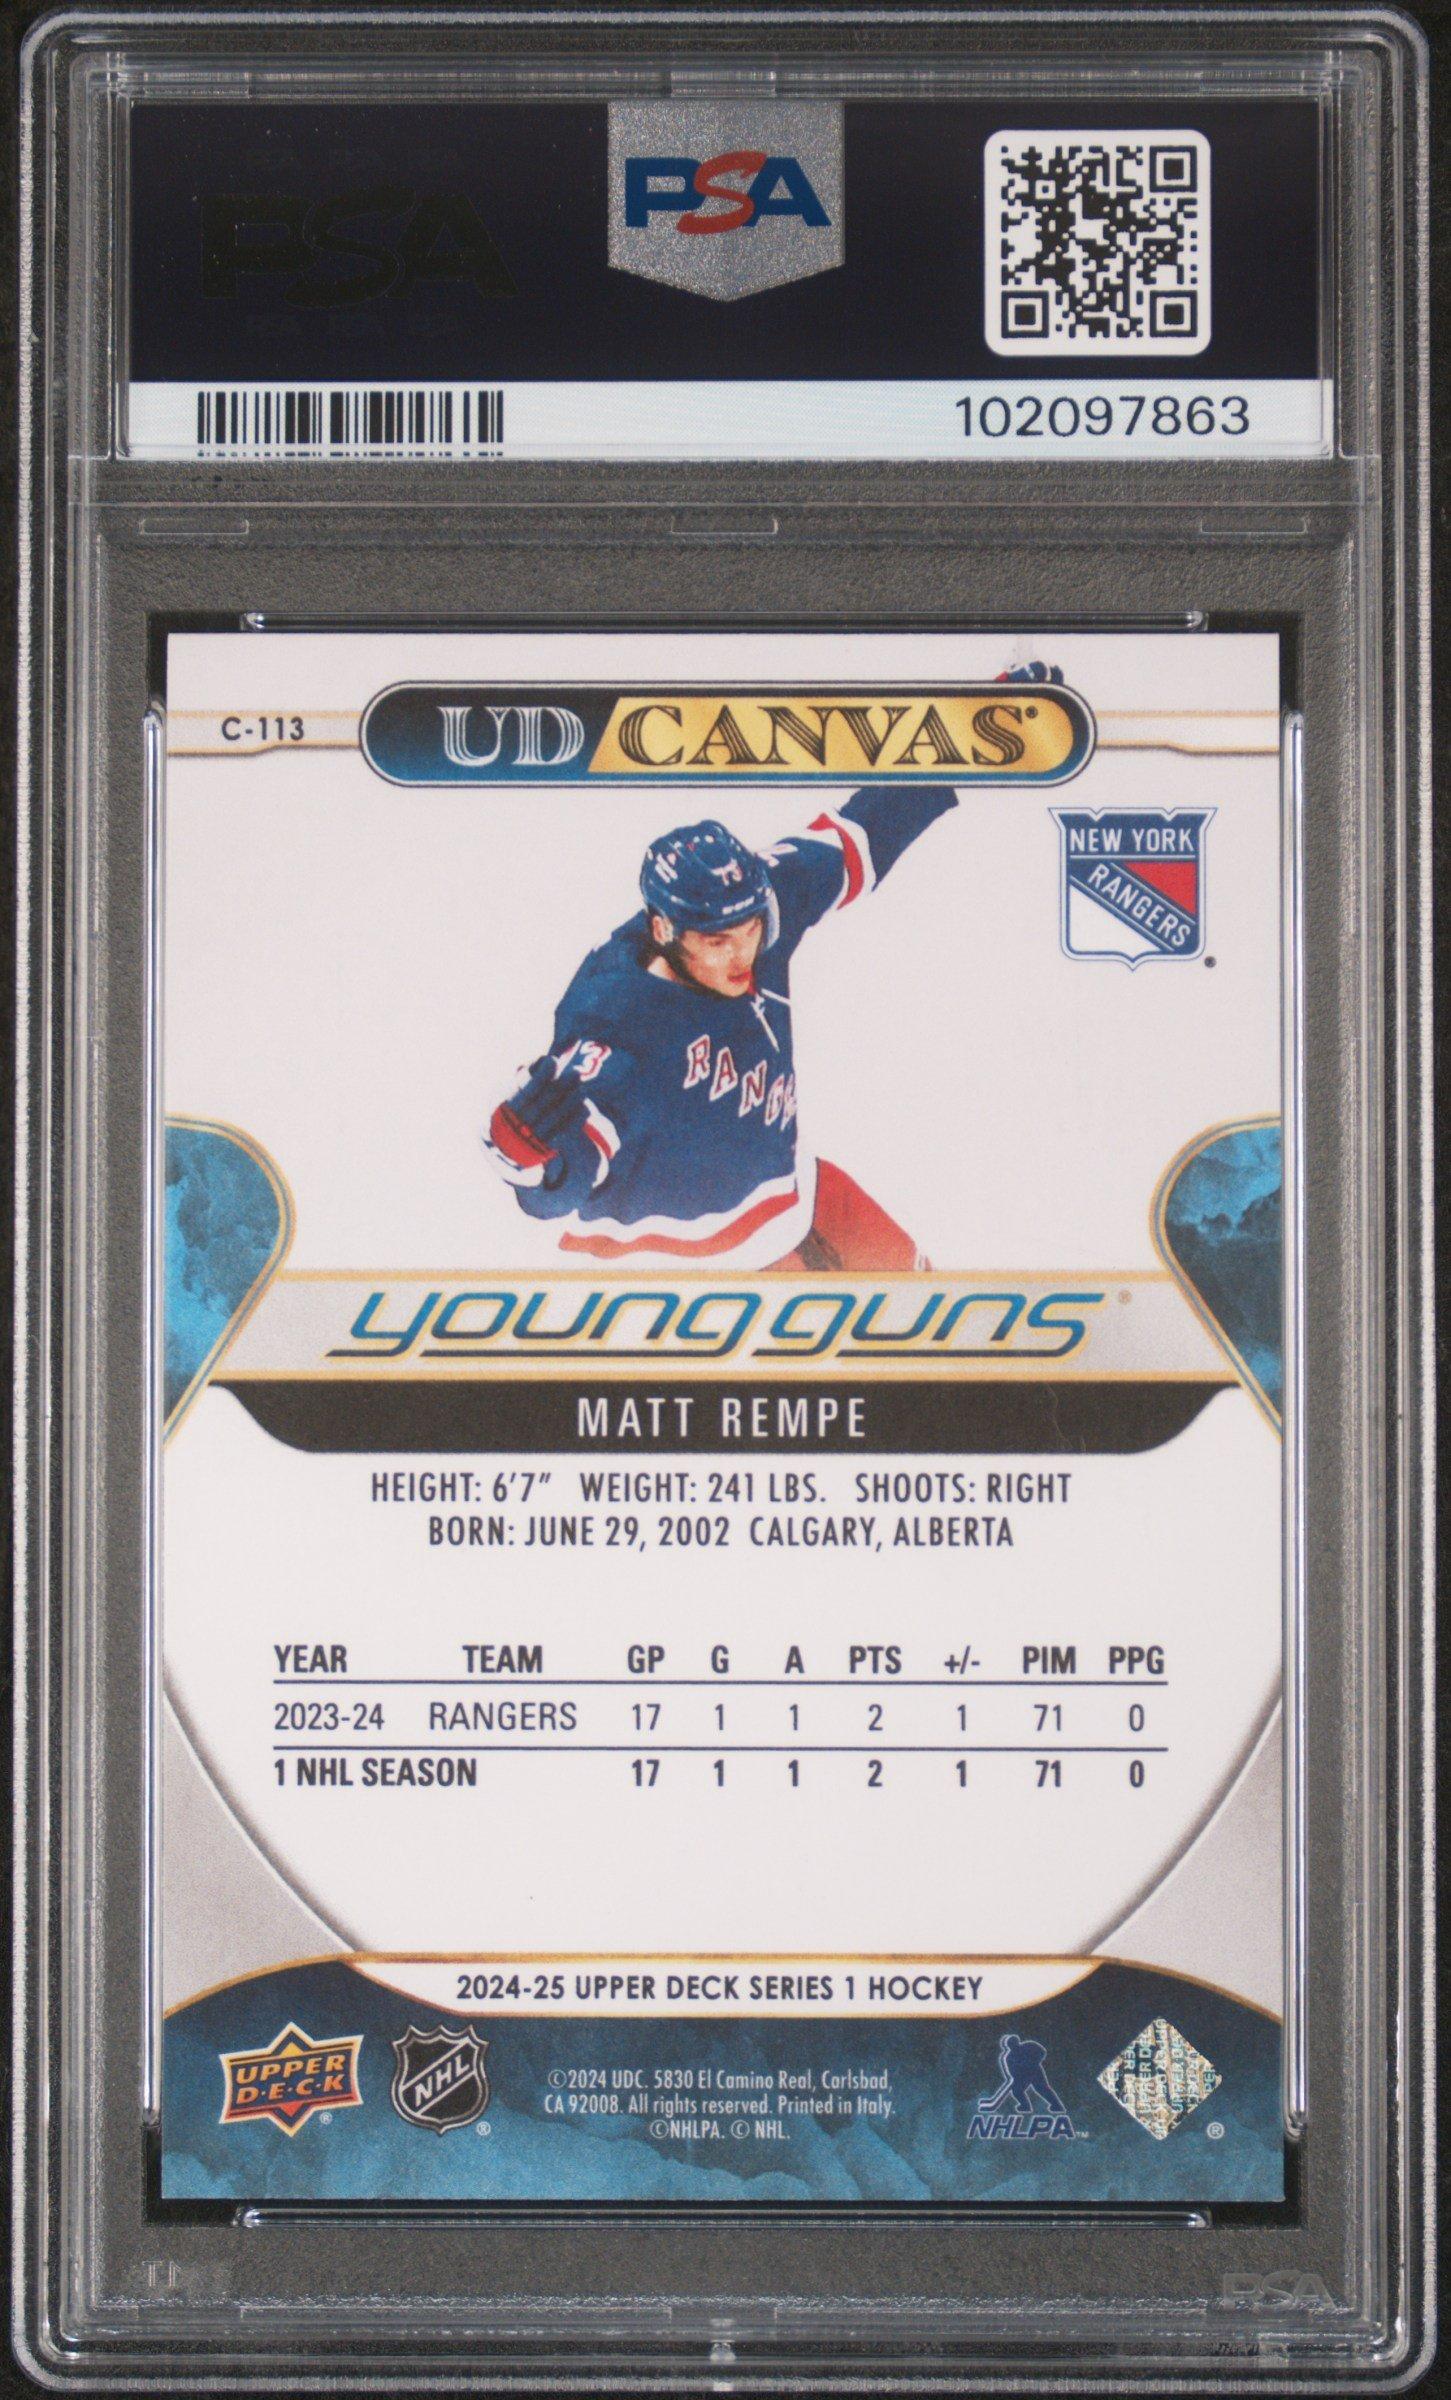 PSA
PSA
102097863
C-113
UD CANVAS®
NEW YORK
RANGERS
®
73
13
RANGE
young guns®
MATT REMPE
HEIGHT: 6'7" WEIGHT: 241 LBS. SHOOTS: RIGHT
BORN: JUNE 29, 2002 CALGARY, ALBERTA
YEAR TEAM GP G A PTS +/- PIM PPG
2023-24 RANGERS 17 1 1 2 1 71 0
1 NHL SEASON 17 1 1 2 1 71 0
2024-25 UPPER DECK SERIES 1 HOCKEY
UPPER
D·E·C·K
®
NHL
®
©2024 UDC. 5830 El Camino Real, Carlsbad,
CA 92008. All rights reserved. Printed in Italy.
©NHLPA. © NHL.
NHLPA™
®
PSA